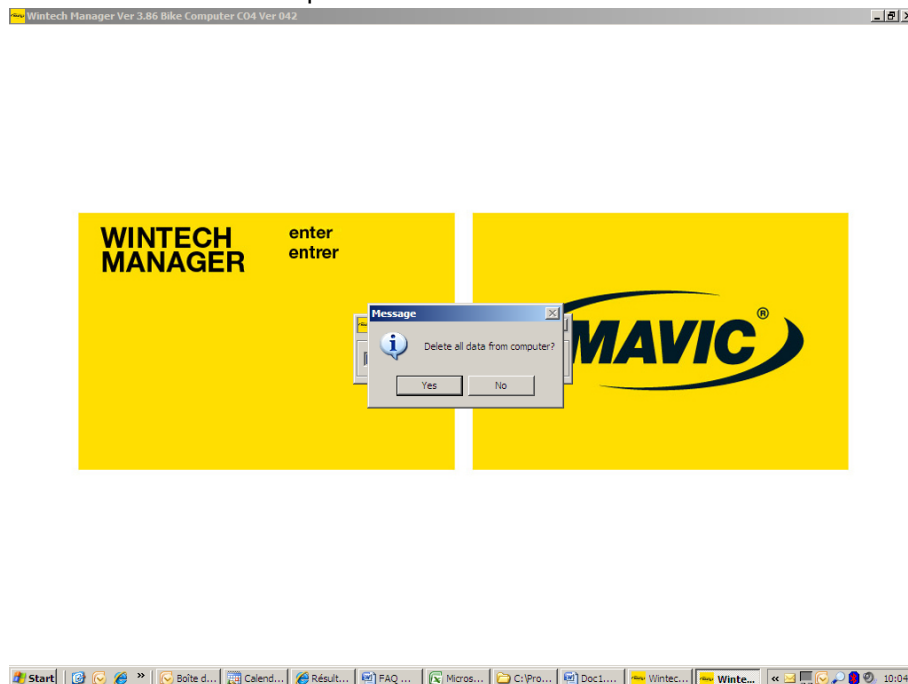 Wintech Manager Ver 3.86 Bike Computer CO4 Ver 042
WINTECH
MANAGER
enter
entrer
Message
Delete all data from computer?
Yes
No
MAVIC®
Start
Boîte d...
Calend...
Résult...
FAQ ...
Micros...
C:\Pro...
Doc1....
Wintec...
Winte...
10:04